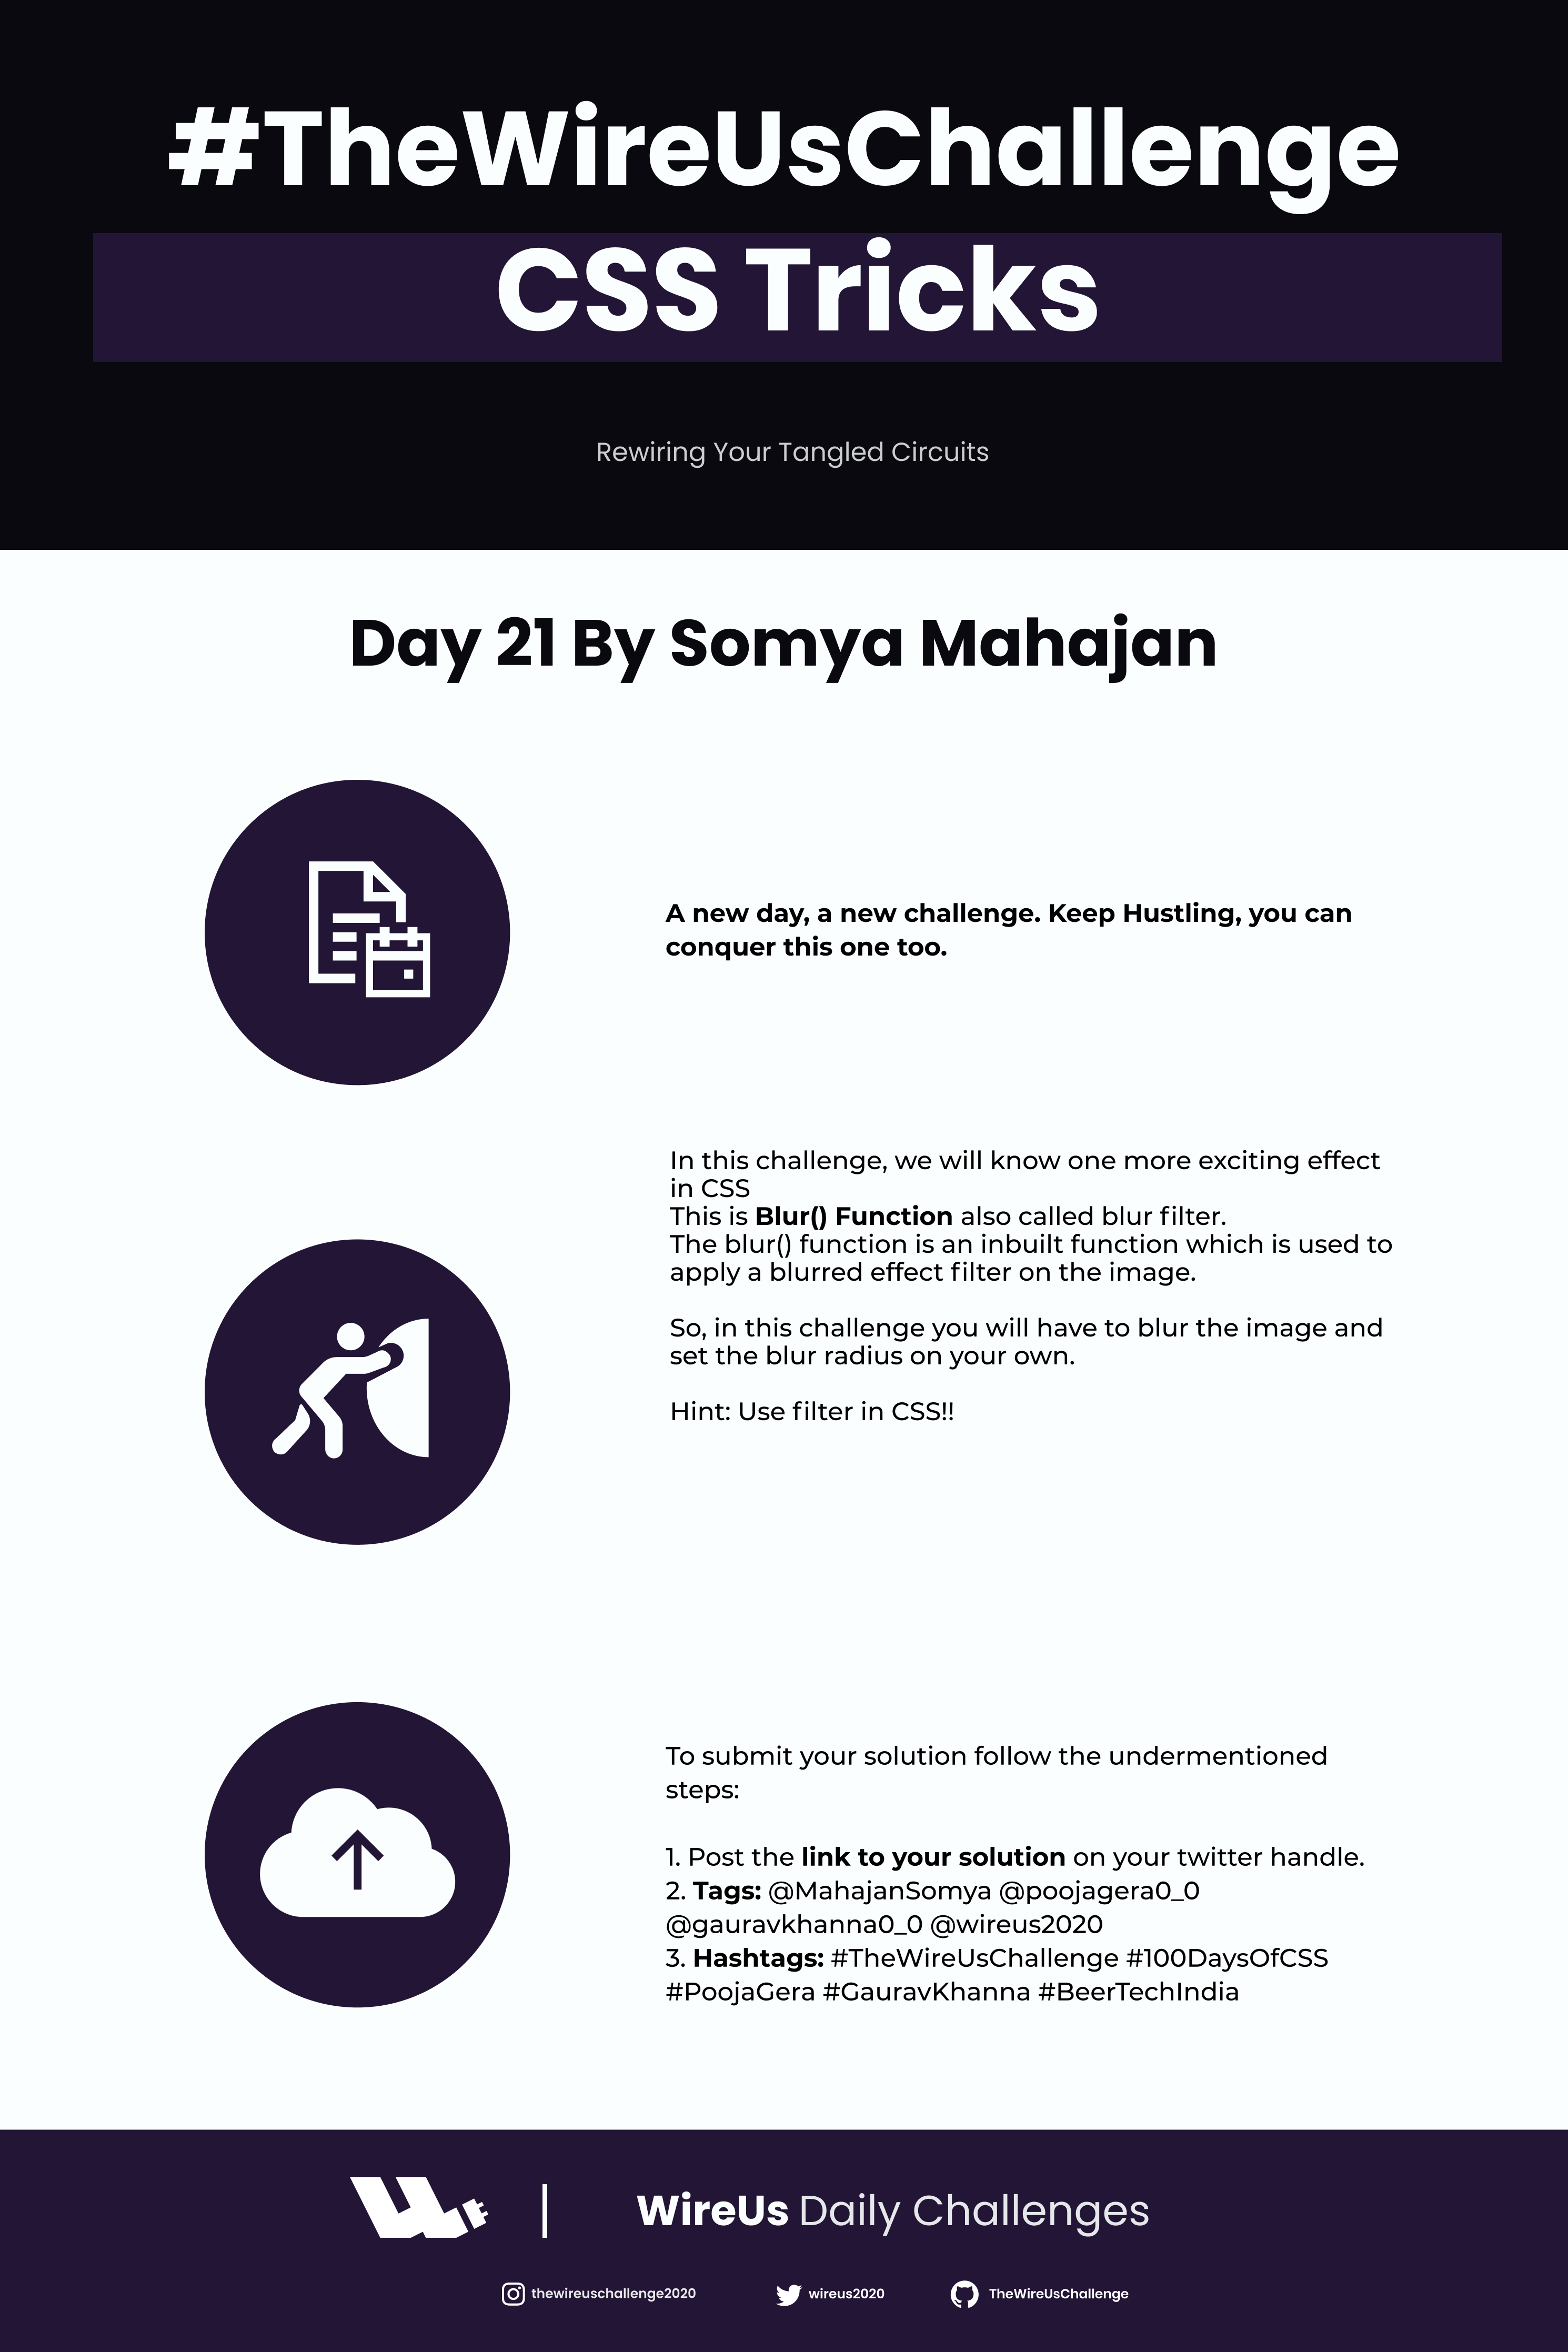 #TheWireUsChallenge
CSS Tricks
Rewiring Your Tangled Circuits
Day 21 By Somya Mahajan
A new day, a new challenge. Keep Hustling, you can
conquer this one too.
In this challenge, we will know one more exciting effect
in CSS
This is Blur() Function also called blur filter.
The blur() function is an inbuilt function which is used to
apply a blurred effect filter on the image.
So, in this challenge you will have to blur the image and
set the blur radius on your own.
Hint: Use filter in CSS!!
To submit your solution follow the undermentioned
steps:
1. Post the link to your solution on your twitter handle.
2. Tags: @MahajanSomya @poojagera0_0
@gauravkhanna0_0 @wireus2020
3. Hashtags: #TheWireUsChallenge #100DaysOfCSS
#PoojaGera #GauravKhanna #BeerTechIndia
WireUs Daily Challenges
thewireuschallenge2020 wireus2020 TheWireUsChallenge